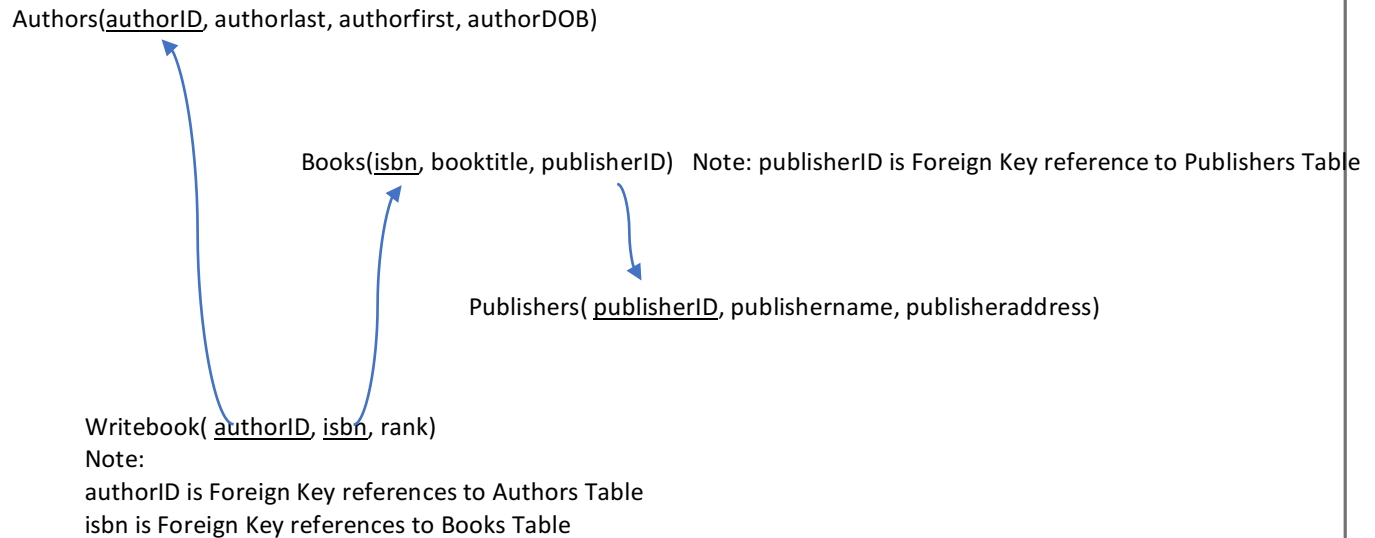 Authors(authorID, authorlast, authorfirst, authorDOB)
Books(isbn, booktitle, publisherID) Note: publisherID is Foreign Key reference to Publishers Table
Publishers( publisherID, publishername, publisheraddress)
Writebook( authorID, isbn, rank)
Note:
authorID is Foreign Key references to Authors Table
isbn is Foreign Key references to Books Table